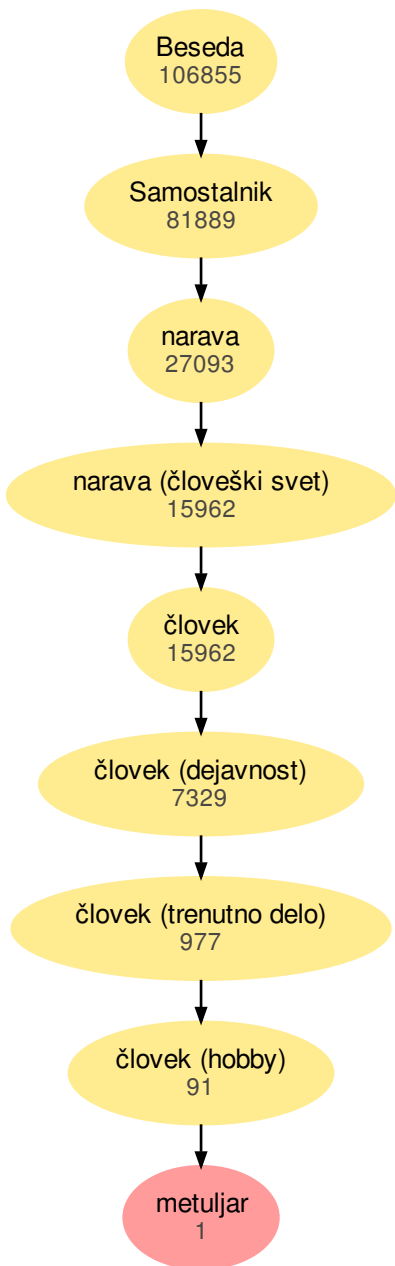 Beseda
106855
Samostalnik
81889
narava
27093
narava (človeški svet)
15962
človek
15962
človek (dejavnost)
7329
človek (trenutno delo)
977
človek (hobby)
91
metuljar
1